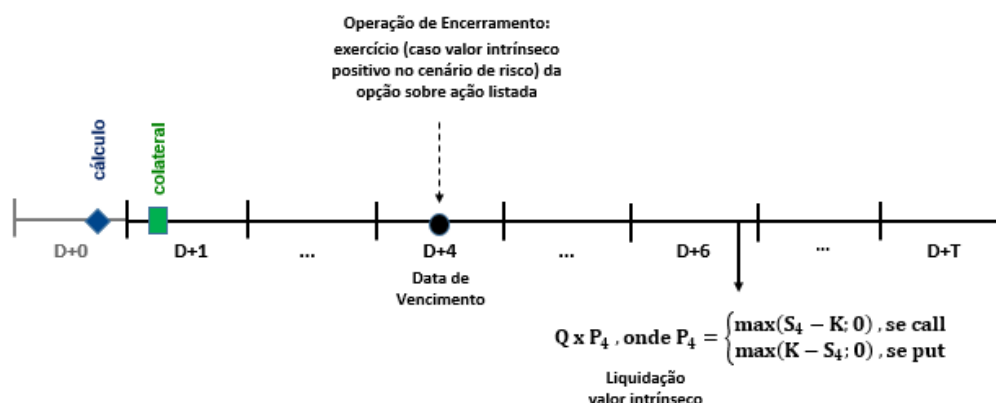 Operação de Encerramento:
exercício (caso valor intrínseco
positivo no cenário de risco) da
opção sobre ação listada
cálculo
colateral
D+0
D+1
...
D+4
...
D+6
...
D+T
Data de
Vencimento
Q x P₄ , onde P₄ = {max(S₄ − K; 0) , se call
max(K − S₄; 0) , se put
Liquidação
valor intrínseco